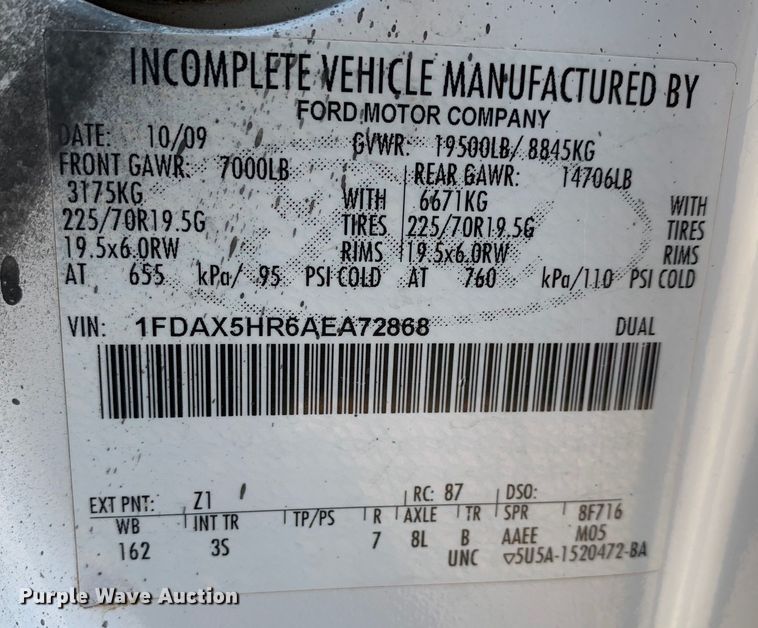 INCOMPLETE VEHICLE MANUFACTURED BY
FORD MOTOR COMPANY
DATE: 10/09 GVWR: 19500LB/ 8845KG
FRONT GAWR: 7000LB REAR GAWR: 14706LB
3175KG WITH 6671KG WITH
225/70R19.5G TIRES 225/70R19.5G TIRES
19.5x6.0RW RIMS 19.5x6.0RW RIMS
AT 655 kPa/ 95 PSI COLD AT 760 kPa/110 PSI COLD
VIN: 1FDAX5HR6AEA72868 DUAL
EXT PNT: Z1 RC: 87 DSO:
WB INT TR TP/PS R AXLE TR SPR 8F716
162 3S 7 8L B AAEE M05
UNC ▽5U5A-1520472-BA
Purple Wave Auction